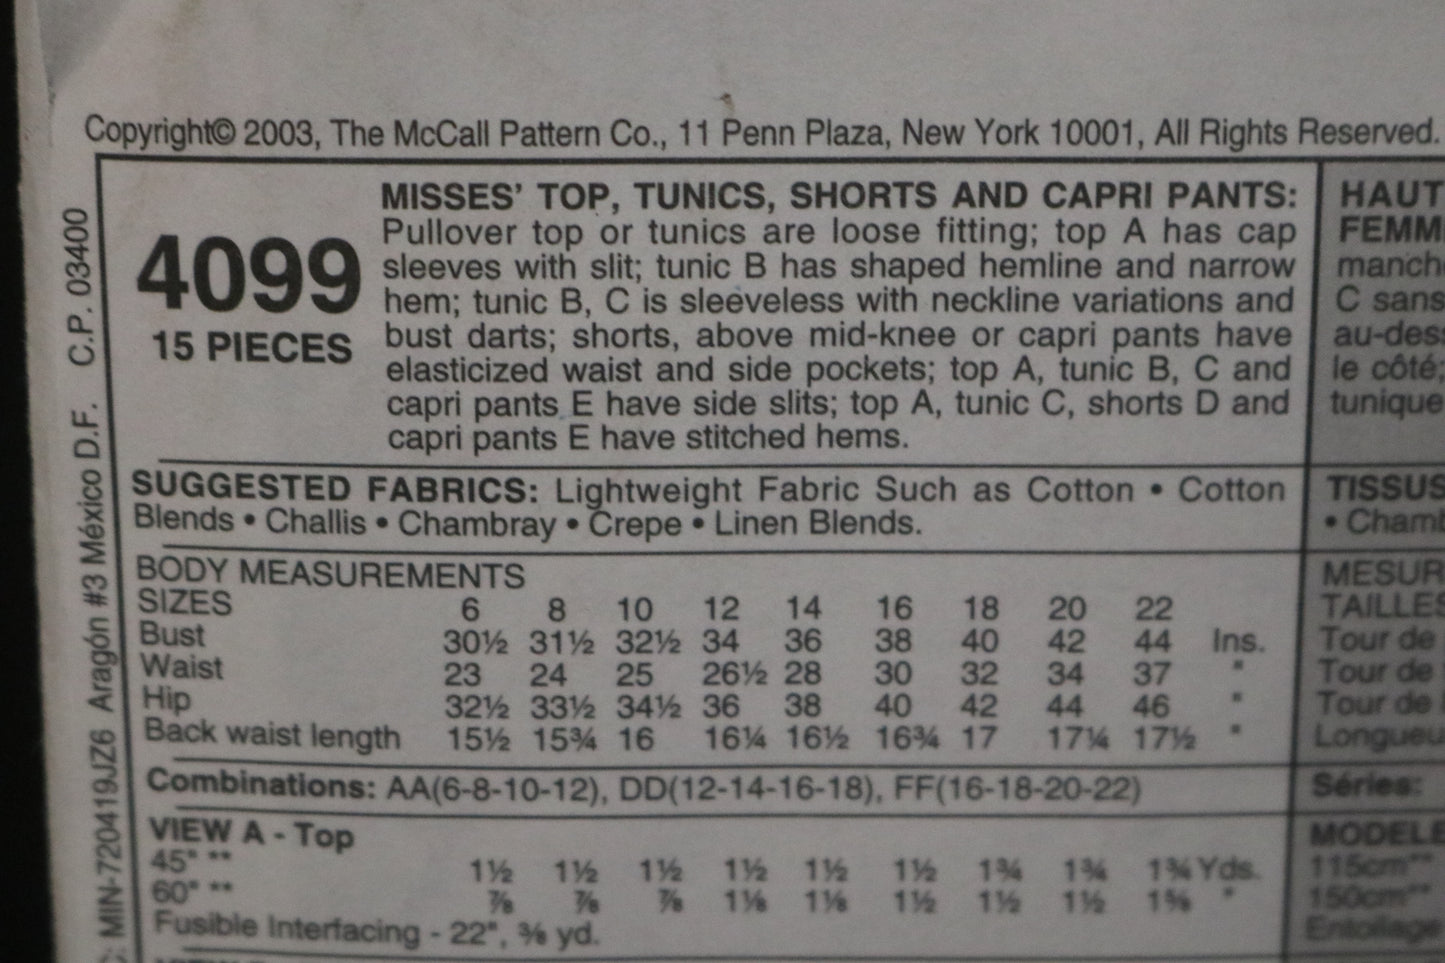 Copyright© 2003, The McCall Pattern Co., 11 Penn Plaza, New York 10001, All Rights Reserved.
4099
15 PIECES
MISSES' TOP, TUNICS, SHORTS AND CAPRI PANTS:
Pullover top or tunics are loose fitting; top A has cap
sleeves with slit; tunic B has shaped hemline and narrow
hem; tunic B, C is sleeveless with neckline variations and
bust darts; shorts, above mid-knee or capri pants have
elasticized waist and side pockets; top A, tunic B, C and
capri pants E have side slits; top A, tunic C, shorts D and
capri pants E have stitched hems.
SUGGESTED FABRICS: Lightweight Fabric Such as Cotton • Cotton
Blends • Challis • Chambray • Crepe • Linen Blends.
BODY MEASUREMENTS
SIZES 6 8 10 12 14 16 18 20 22
Bust 30½ 31½ 32½ 34 36 38 40 42 44 Ins.
Waist 23 24 25 26½ 28 30 32 34 37 "
Hip 32½ 33½ 34½ 36 38 40 42 44 46 "
Back waist length 15½ 15¾ 16 16¼ 16½ 16¾ 17 17¼ 17½ "
Combinations: AA(6-8-10-12), DD(12-14-16-18), FF(16-18-20-22)
VIEW A - Top
45" ** 1½ 1½ 1½ 1½ 1½ 1½ 1¾ 1¾ 1¾ Yds.
60" ** ⅞ ⅞ ⅞ 1⅛ 1⅛ 1½ 1½ 1½ 1⅝ "
Fusible Interfacing - 22", ⅜ yd.
HAUT
FEMM
manch
C sans
au-des
le côté;
tunique
TISSUS
• Chamb
MESUR
TAILLES
Tour de
Tour de
Tour de
Longueu
Séries:
MODELE
115cm**
150cm**
Entoilage
MIN-720419JZ6 Aragón #3 México D.F. C.P. 03400